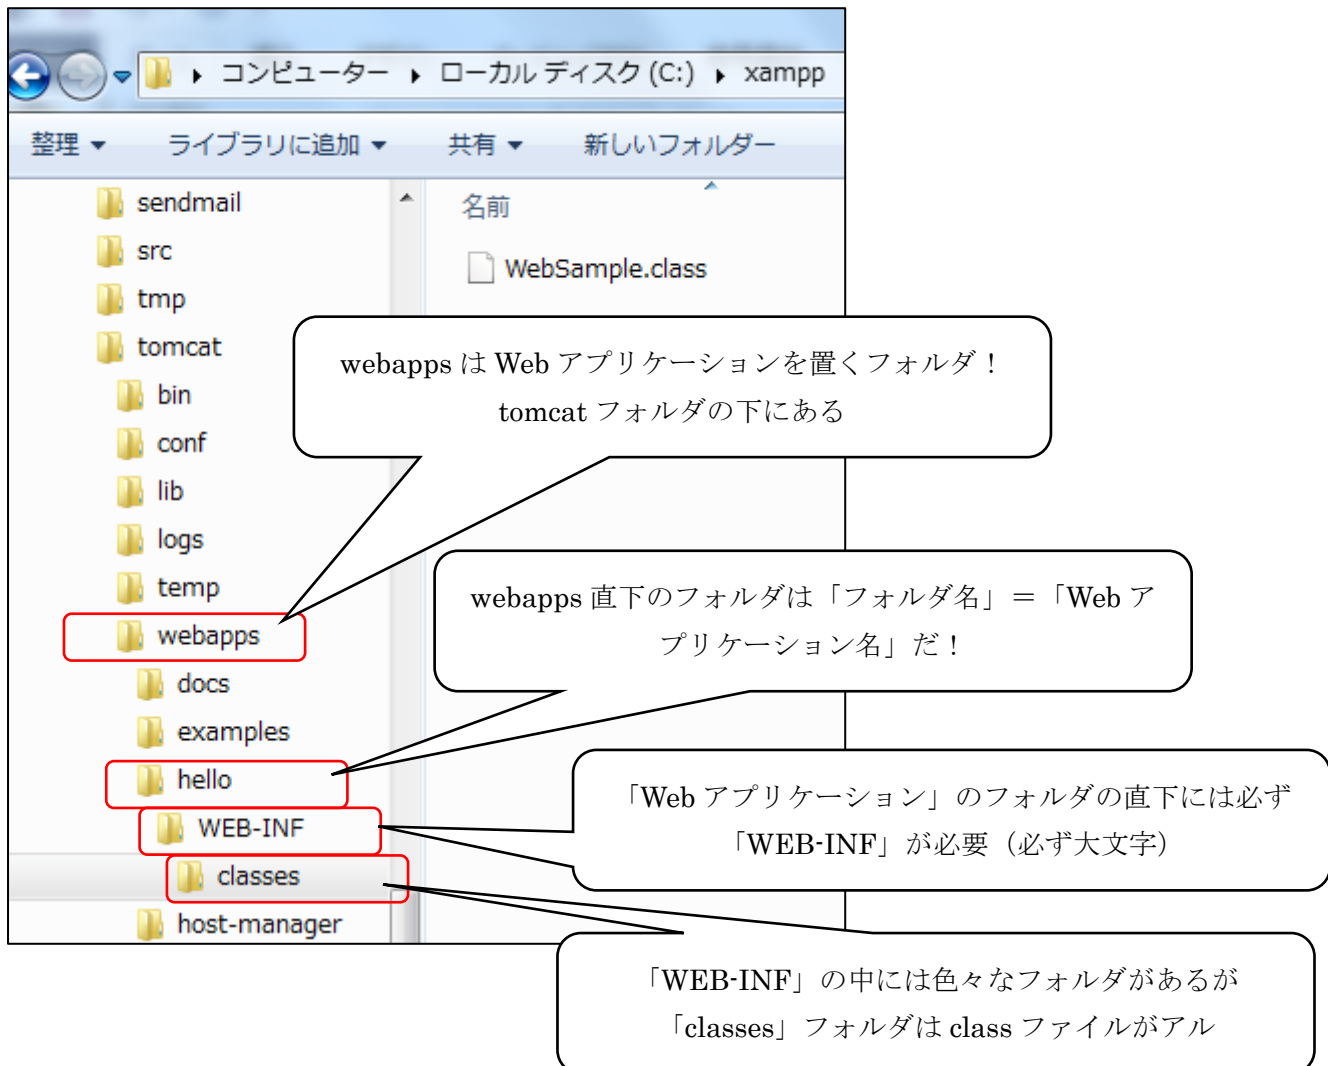 コンピューター ▸ ローカル ディスク (C:) ▸ xampp
整理 ▼ ライブラリに追加 ▼ 共有 ▼ 新しいフォルダー
sendmail
src
tmp
tomcat
bin
conf
lib
logs
temp
webapps
docs
examples
hello
WEB-INF
classes
host-manager
名前
WebSample.class
webapps は Web アプリケーションを置くフォルダ！
tomcat フォルダの下にある
webapps 直下のフォルダは「フォルダ名」＝「Web ア
プリケーション名」だ！
「Web アプリケーション」のフォルダの直下には必ず
「WEB-INF」が必要（必ず大文字）
「WEB-INF」の中には色々なフォルダがあるが
「classes」フォルダは class ファイルがアル